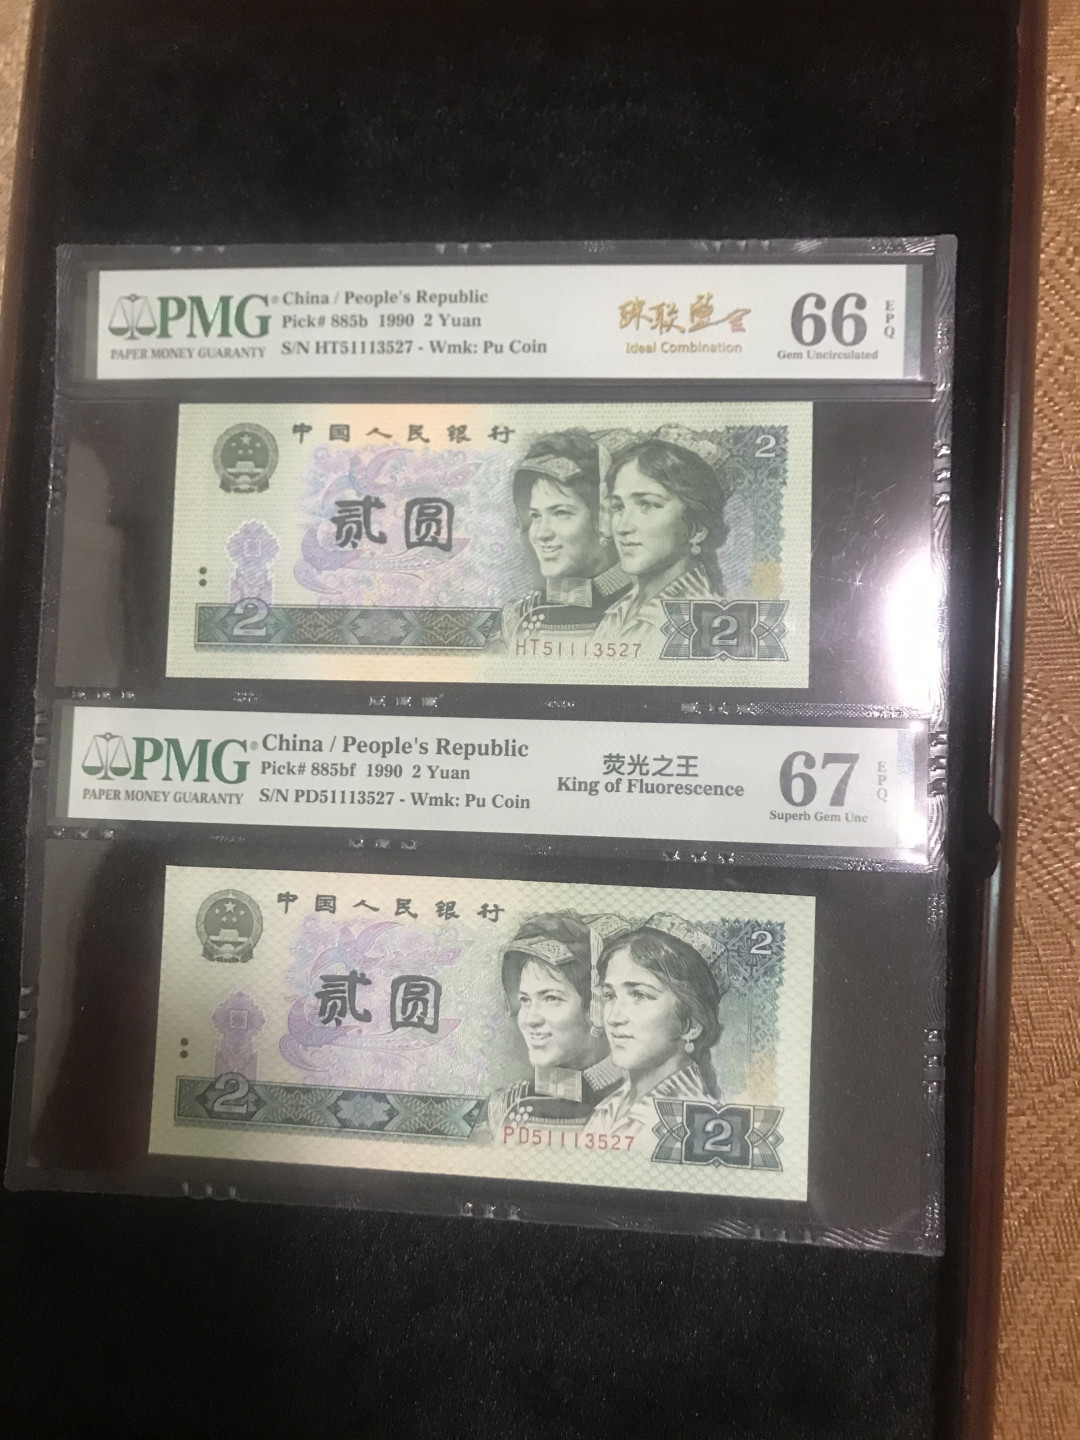 PMG® China / People's Republic
Pick# 885b 1990 2 Yuan
PAPER MONEY GUARANTY S/N HT51113527 - Wmk: Pu Coin
珠联璧合
Ideal Combination
66 EPQ
Gem Uncirculated
中国人民银行
2
贰圆
2
HT51113527
2
PMG® China / People's Republic
Pick# 885bf 1990 2 Yuan
PAPER MONEY GUARANTY S/N PD51113527 - Wmk: Pu Coin
荧光之王
King of Fluorescence
67 EPQ
Superb Gem Unc
中国人民银行
2
贰圆
2
PD51113527
2